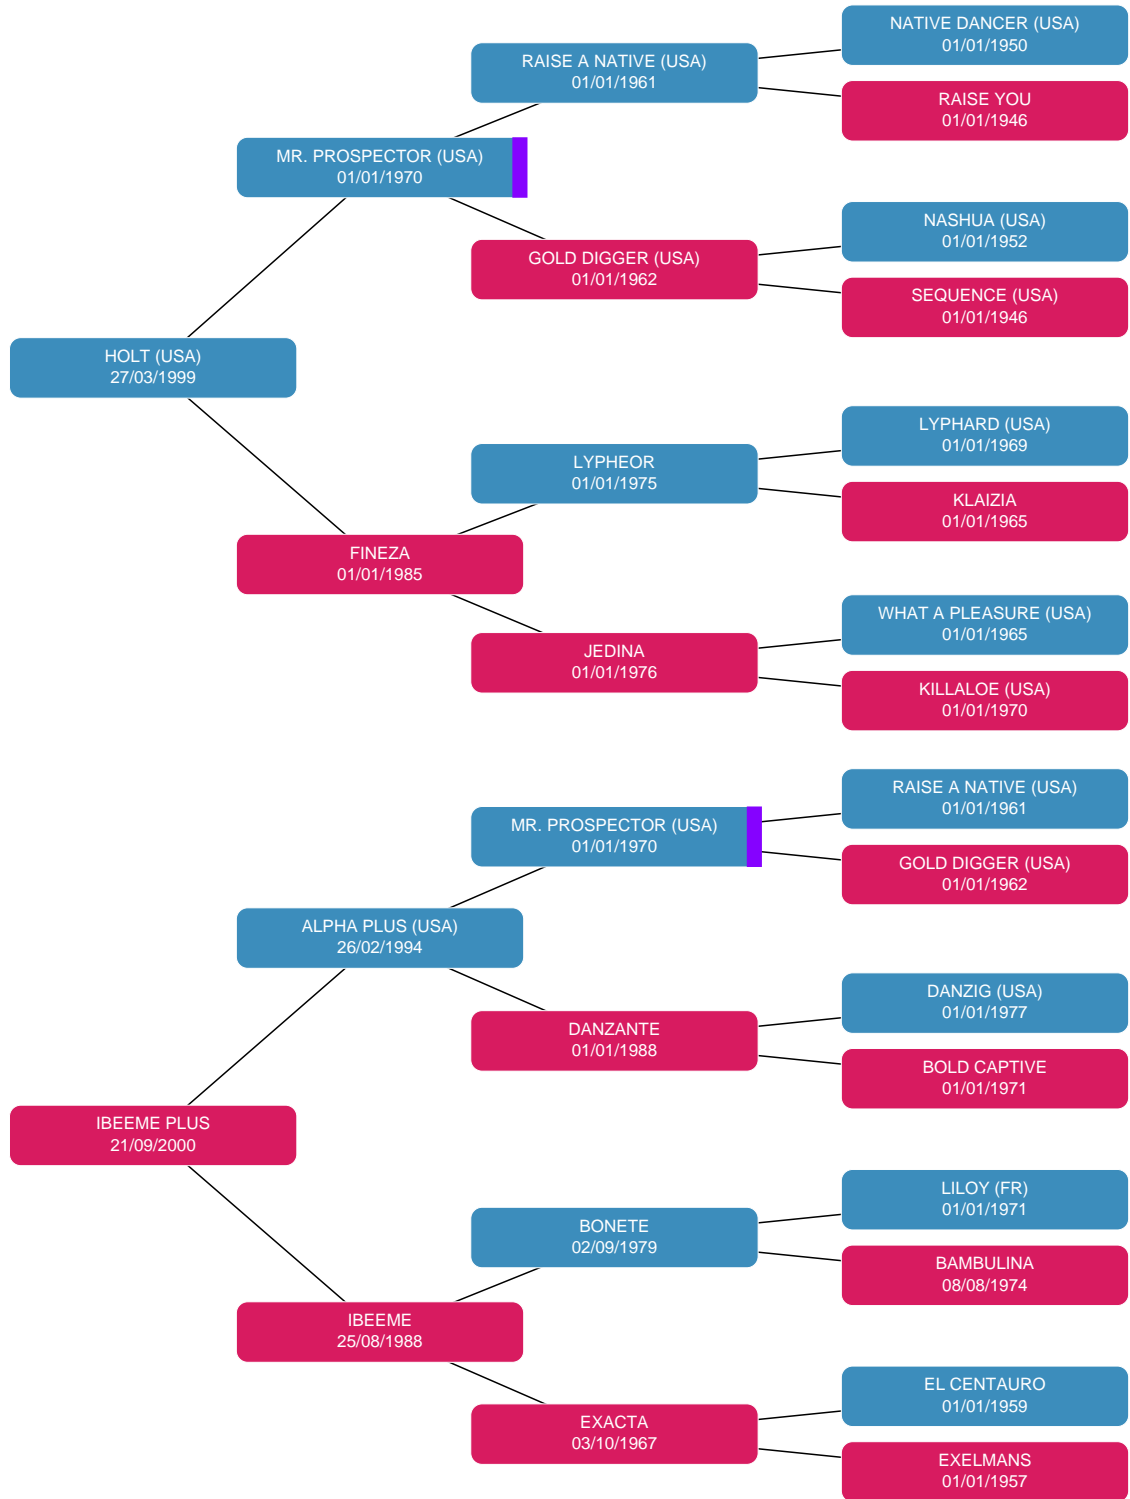 NATIVE DANCER (USA)
01/01/1950
RAISE A NATIVE (USA)
01/01/1961
RAISE YOU
01/01/1946
MR. PROSPECTOR (USA)
01/01/1970
NASHUA (USA)
01/01/1952
GOLD DIGGER (USA)
01/01/1962
SEQUENCE (USA)
01/01/1946
HOLT (USA)
27/03/1999
LYPHARD (USA)
01/01/1969
LYPHEOR
01/01/1975
KLAIZIA
01/01/1965
FINEZA
01/01/1985
WHAT A PLEASURE (USA)
01/01/1965
JEDINA
01/01/1976
KILLALOE (USA)
01/01/1970
RAISE A NATIVE (USA)
01/01/1961
MR. PROSPECTOR (USA)
01/01/1970
GOLD DIGGER (USA)
01/01/1962
ALPHA PLUS (USA)
26/02/1994
DANZIG (USA)
01/01/1977
DANZANTE
01/01/1988
BOLD CAPTIVE
01/01/1971
IBEEME PLUS
21/09/2000
LILOY (FR)
01/01/1971
BONETE
02/09/1979
BAMBULINA
08/08/1974
IBEEME
25/08/1988
EL CENTAURO
01/01/1959
EXACTA
03/10/1967
EXELMANS
01/01/1957